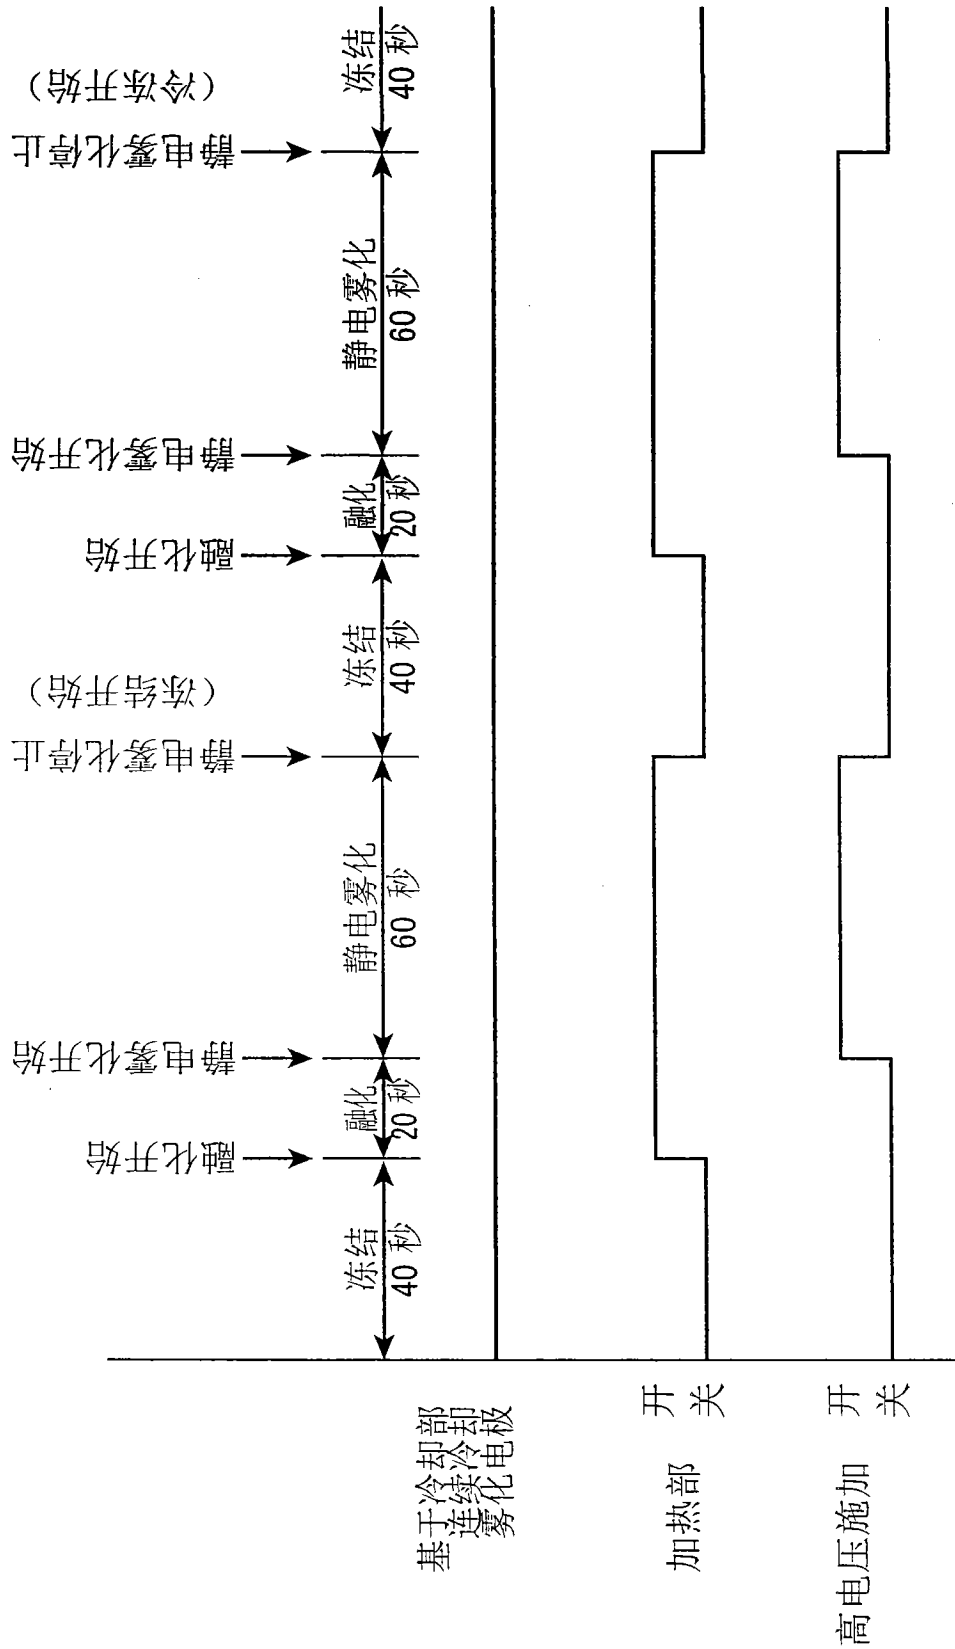 融化开始
静电雾化开始
静电雾化停止
(冻结开始)
融化开始
静电雾化开始
静电雾化停止
(冷冻开始)
冻结
40 秒
融化
20 秒
静电雾化
60 秒
冻结
40 秒
融化
20 秒
静电雾化
60 秒
冻结
40 秒
基于冷却部
连续冷却
雾化电极
加热部
开
关
高电压施加
开
关